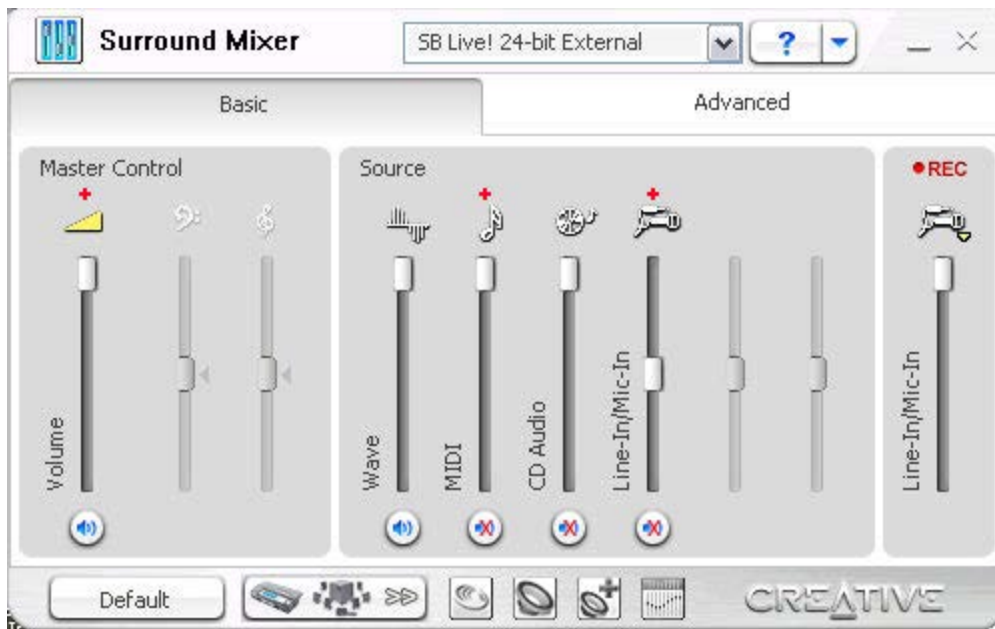 Surround Mixer
SB Live! 24-bit External
?
Basic
Advanced
Master Control
Source
REC
Volume
Wave
MIDI
CD Audio
Line-In/Mic-In
Line-In/Mic-In
Default
CREATIVE